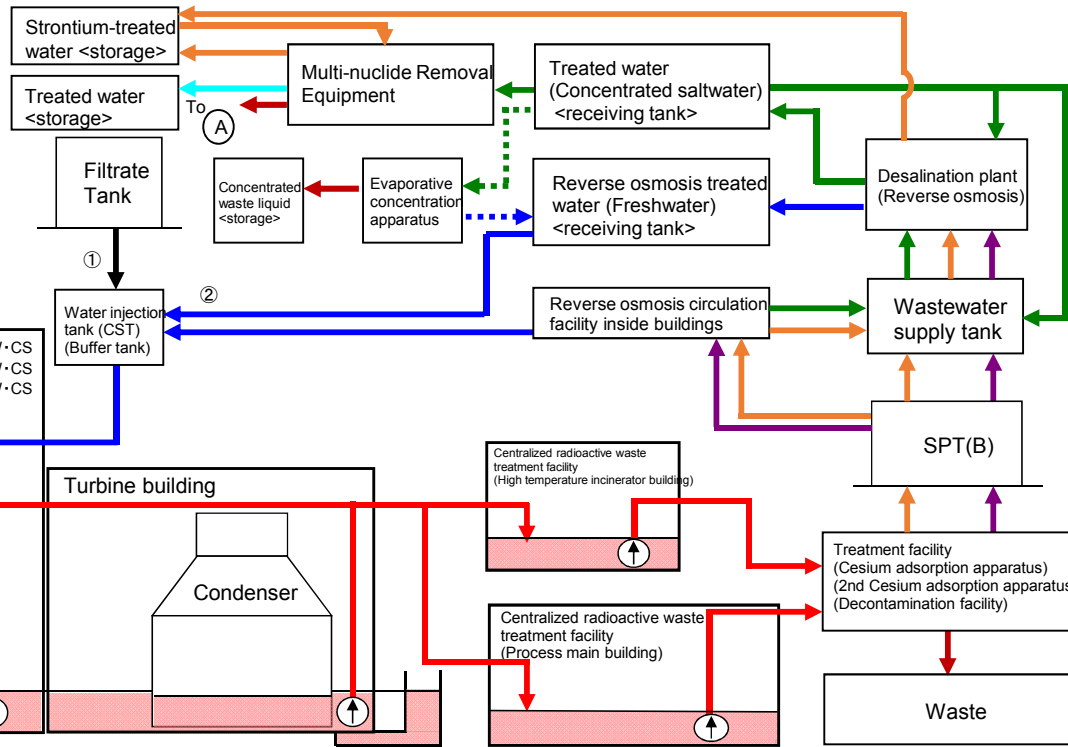 Strontium-treated
water <storage>
Treated water
<storage>
To
A
Multi-nuclide Removal
Equipment
Treated water
(Concentrated saltwater)
<receiving tank>
Filtrate
Tank
Concentrated
waste liquid
<storage>
Evaporative
concentration
apparatus
Reverse osmosis treated
water (Freshwater)
<receiving tank>
Desalination plant
(Reverse osmosis)
①
②
Water injection
tank (CST)
(Buffer tank)
Reverse osmosis circulation
facility inside buildings
Wastewater
supply tank
・CS
・CS
・CS
SPT(B)
Turbine building
Condenser
Centralized radioactive waste
treatment facility
(High temperature incinerator building)
Centralized radioactive waste
treatment facility
(Process main building)
Treatment facility
(Cesium adsorption apparatus)
(2nd Cesium adsorption apparatus
(Decontamination facility)
Waste